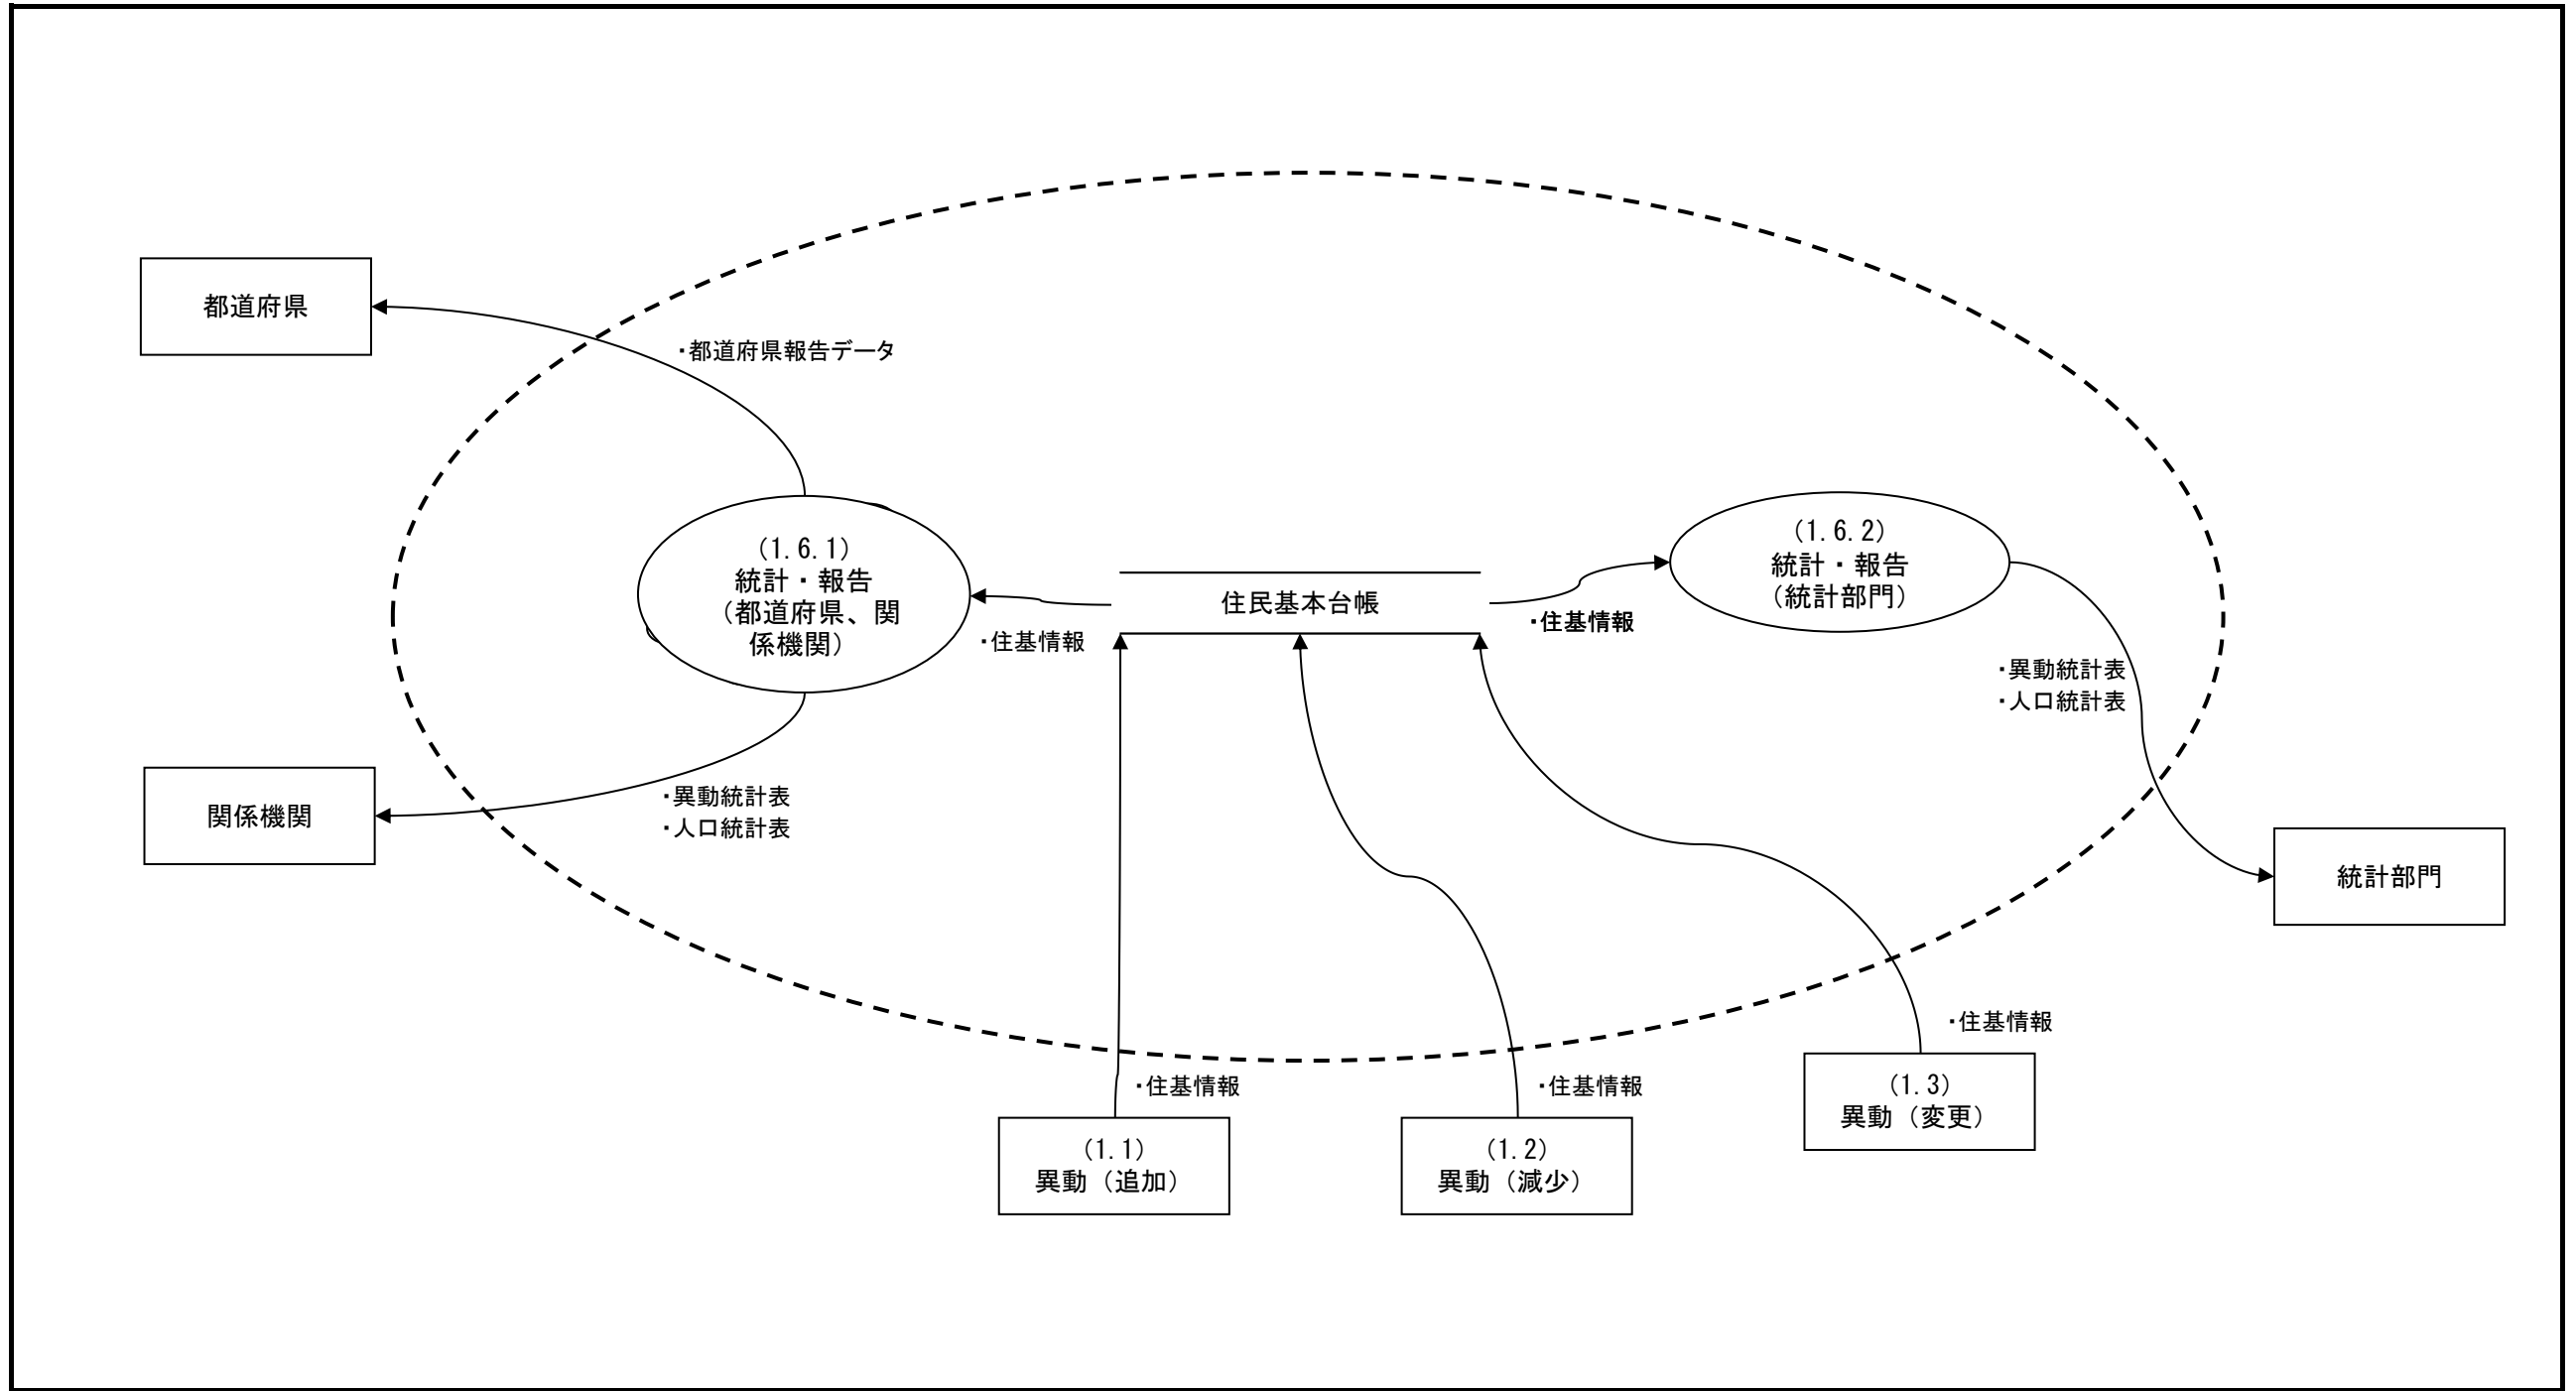 都道府県
・都道府県報告データ
(1.6.1)
統計・報告
（都道府県、関
係機関）
・住基情報
住民基本台帳
・住基情報
(1.6.2)
統計・報告
（統計部門）
・異動統計表
・人口統計表
関係機関
・異動統計表
・人口統計表
統計部門
・住基情報
(1.1)
異動（追加）
・住基情報
(1.2)
異動（減少）
・住基情報
(1.3)
異動（変更）